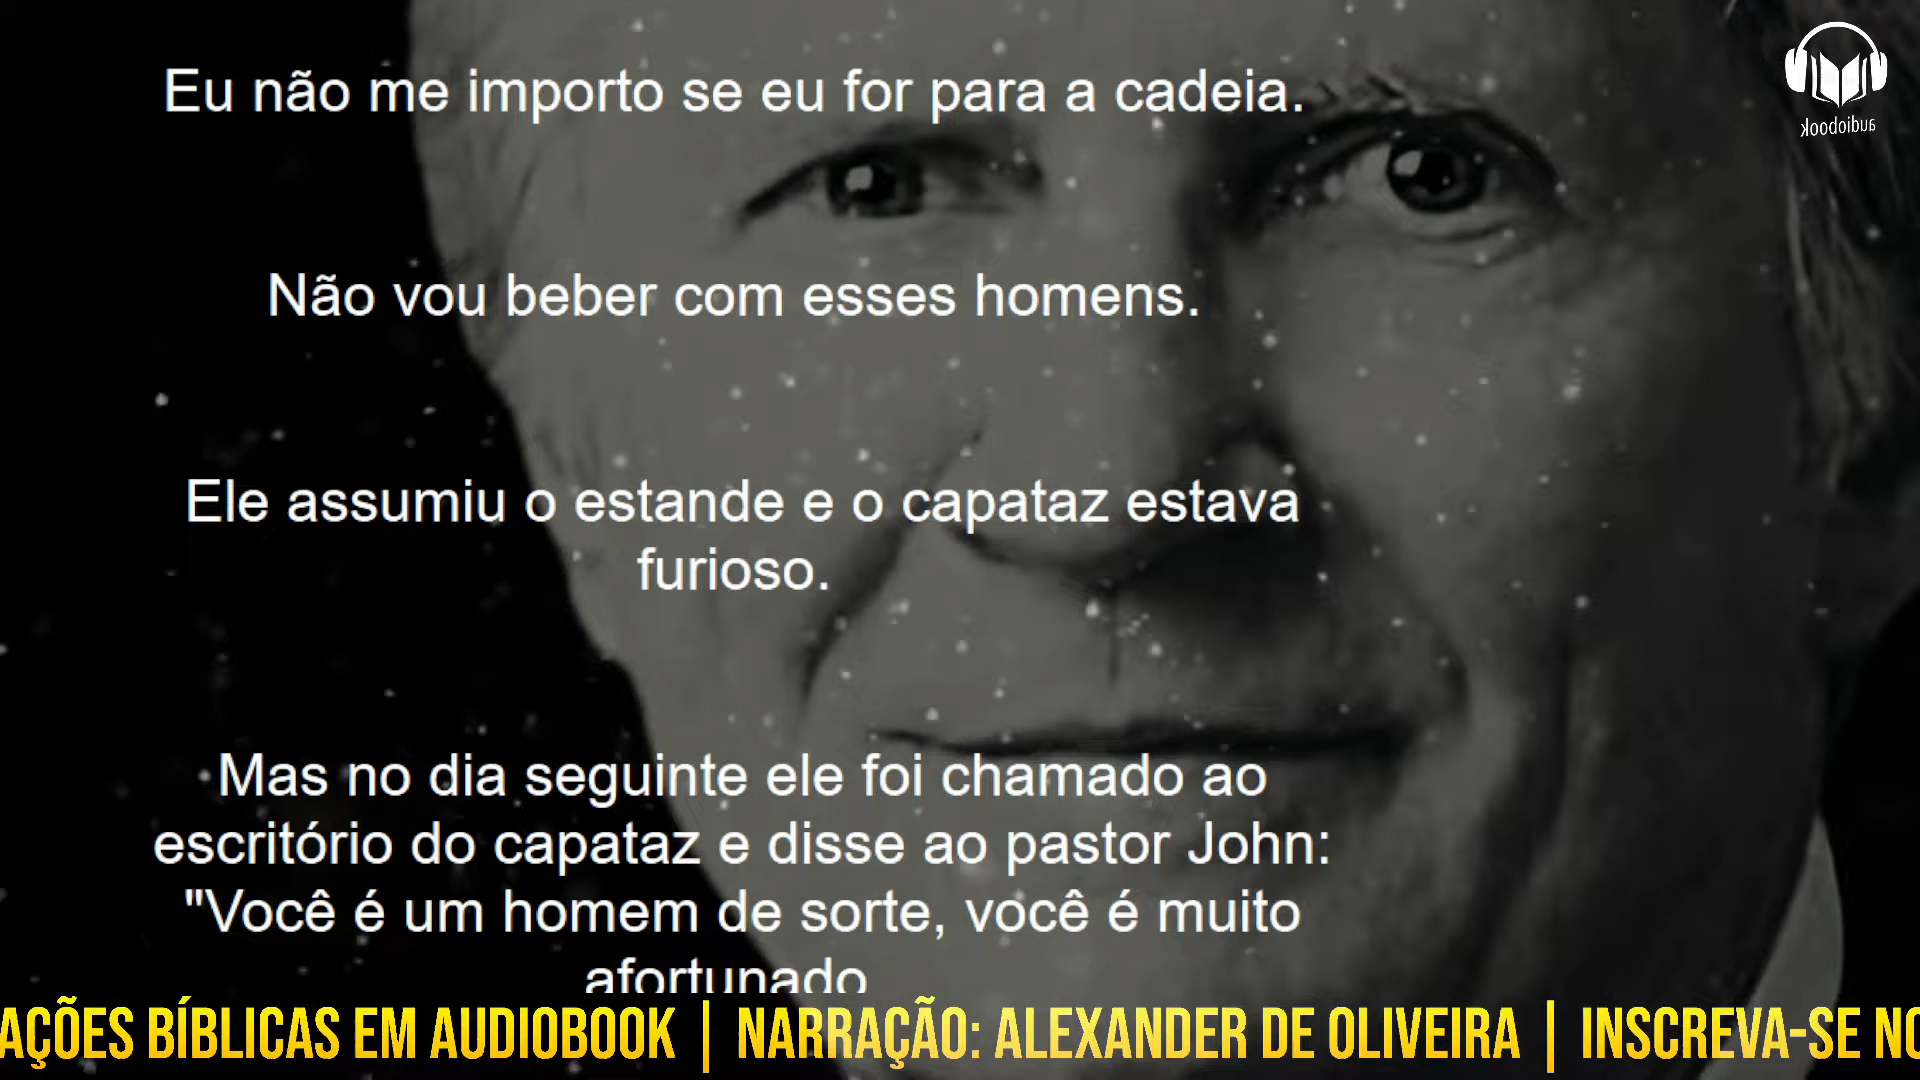 audiobook
Eu não me importo se eu for para a cadeia.
Não vou beber com esses homens.
Ele assumiu o estande e o capataz estava
furioso.
Mas no dia seguinte ele foi chamado ao
escritório do capataz e disse ao pastor John:
"Você é um homem de sorte, você é muito
afortunado
AÇÕES BÍBLICAS EM AUDIOBOOK | NARRAÇÃO: ALEXANDER DE OLIVEIRA | INSCREVA-SE NO